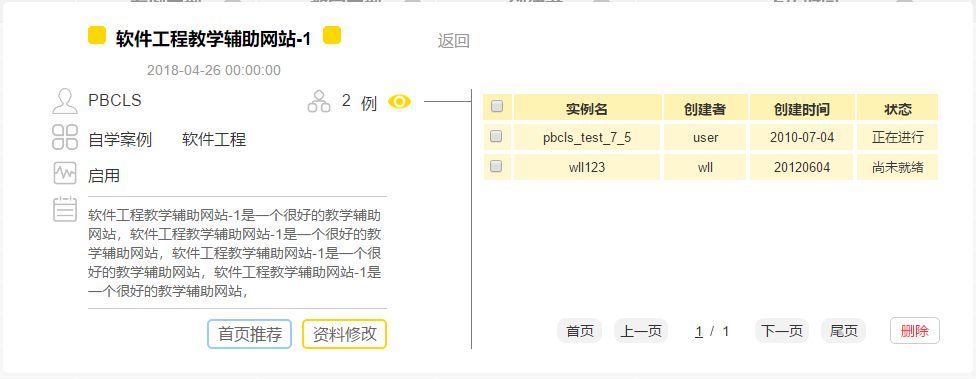 软件工程教学辅助网站-1
返回
2018-04-26 00:00:00
PBCLS
2 例
自学案例 软件工程
启用
软件工程教学辅助网站-1是一个很好的教学辅助
网站，软件工程教学辅助网站-1是一个很好的教
学辅助网站，软件工程教学辅助网站-1是一个很
好的教学辅助网站，软件工程教学辅助网站-1是
一个很好的教学辅助网站，
首页推荐 资料修改
实例名 创建者 创建时间 状态
pbcls_test_7_5 user 2010-07-04 正在进行
wll123 wll 20120604 尚未就绪
首页 上一页 1 / 1 下一页 尾页 删除